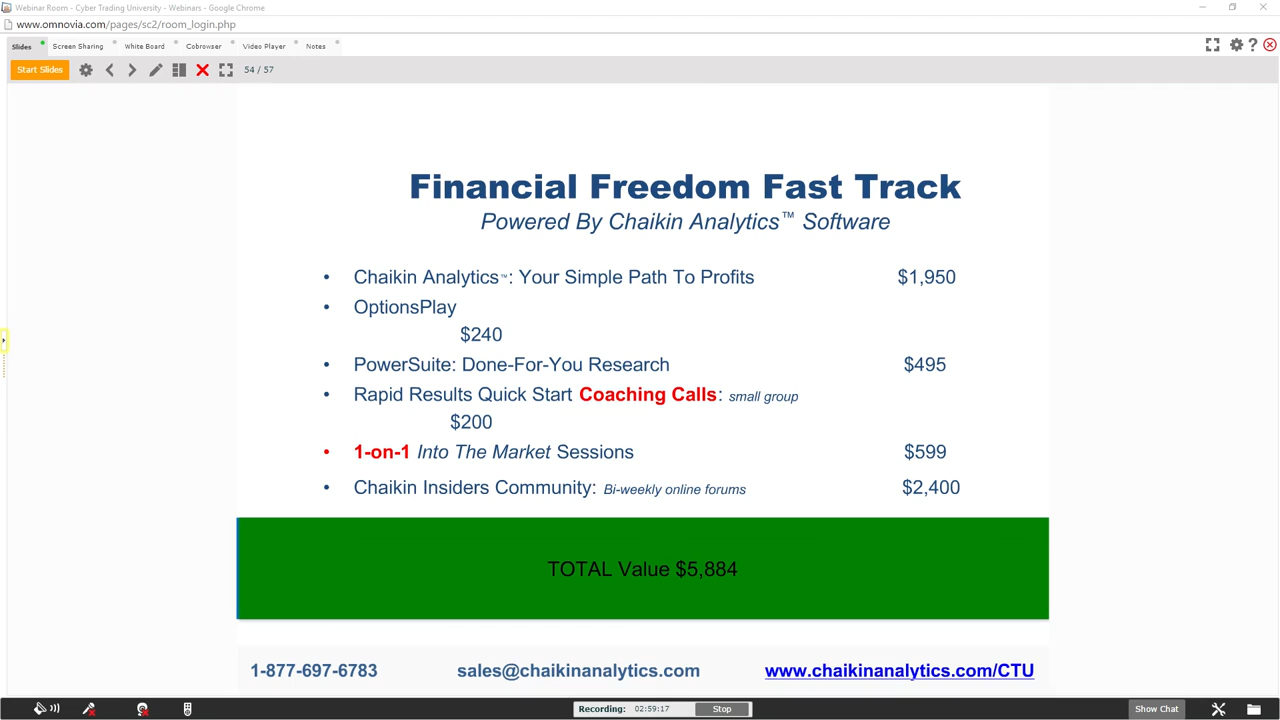 Webinar Room - Cyber Trading University - Webinars - Google Chrome
www.omnovia.com/pages/sc2/room_login.php
Slides Screen Sharing White Board Cobrowser Video Player Notes
Start Slides 54 / 57
Financial Freedom Fast Track
Powered By Chaikin Analytics™ Software
• Chaikin Analytics™: Your Simple Path To Profits $1,950
• OptionsPlay
$240
• PowerSuite: Done-For-You Research $495
• Rapid Results Quick Start Coaching Calls: small group
$200
• 1-on-1 Into The Market Sessions $599
• Chaikin Insiders Community: Bi-weekly online forums $2,400
TOTAL Value $5,884
1-877-697-6783 sales@chaikinanalytics.com www.chaikinanalytics.com/CTU
Recording: 02:59:17 Stop Show Chat